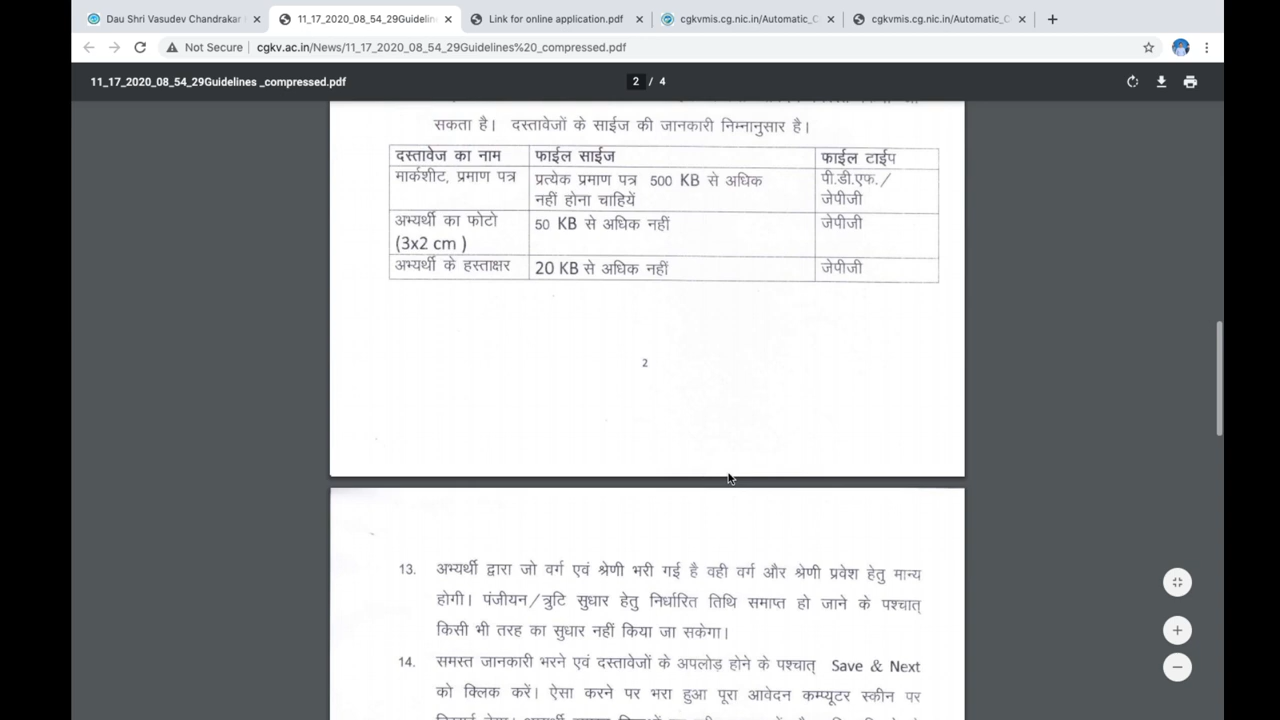 Dau Shri Vasudev Chandrakar
11_17_2020_08_54_29Guidelin
Link for online application.pdf
cgkvmis.cg.nic.in/Automatic_C
cgkvmis.cg.nic.in/Automatic_C
Not Secure | cgkv.ac.in/News/11_17_2020_08_54_29Guidelines%20_compressed.pdf
11_17_2020_08_54_29Guidelines _compressed.pdf
2 / 4
सकता है। दस्तावेजों के साईज की जानकारी निम्नानुसार है।
दस्तावेज का नाम फाईल साईज फाईल टाईप
मार्कशीट, प्रमाण पत्र प्रत्येक प्रमाण पत्र 500 KB से अधिक पी.डी.एफ./
नहीं होना चाहियें जेपीजी
अभ्यर्थी का फोटो 50 KB से अधिक नहीं जेपीजी
(3x2 cm )
अभ्यर्थी के हस्ताक्षर 20 KB से अधिक नहीं जेपीजी
2
13. अभ्यर्थी द्वारा जो वर्ग एवं श्रेणी भरी गई है वही वर्ग और श्रेणी प्रवेश हेतु मान्य
होगी। पंजीयन/त्रुटि सुधार हेतु निर्धारित तिथि समाप्त हो जाने के पश्चात्
किसी भी तरह का सुधार नहीं किया जा सकेगा।
14. समस्त जानकारी भरने एवं दस्तावेजों के अपलोड होने के पश्चात् Save & Next
को क्लिक करें। ऐसा करने पर भरा हुआ पूरा आवेदन कम्प्यूटर स्कीन पर